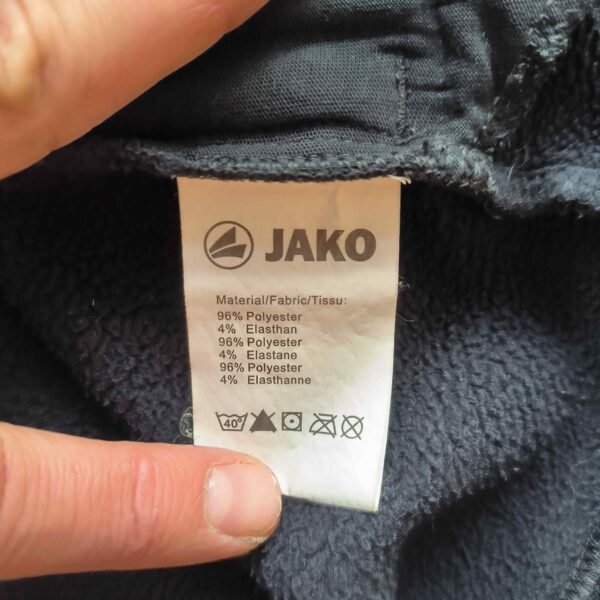 JAKO
Material/Fabric/Tissu:
96% Polyester
4% Elasthan
96% Polyester
4% Elastane
96% Polyester
4% Elasthanne
40°